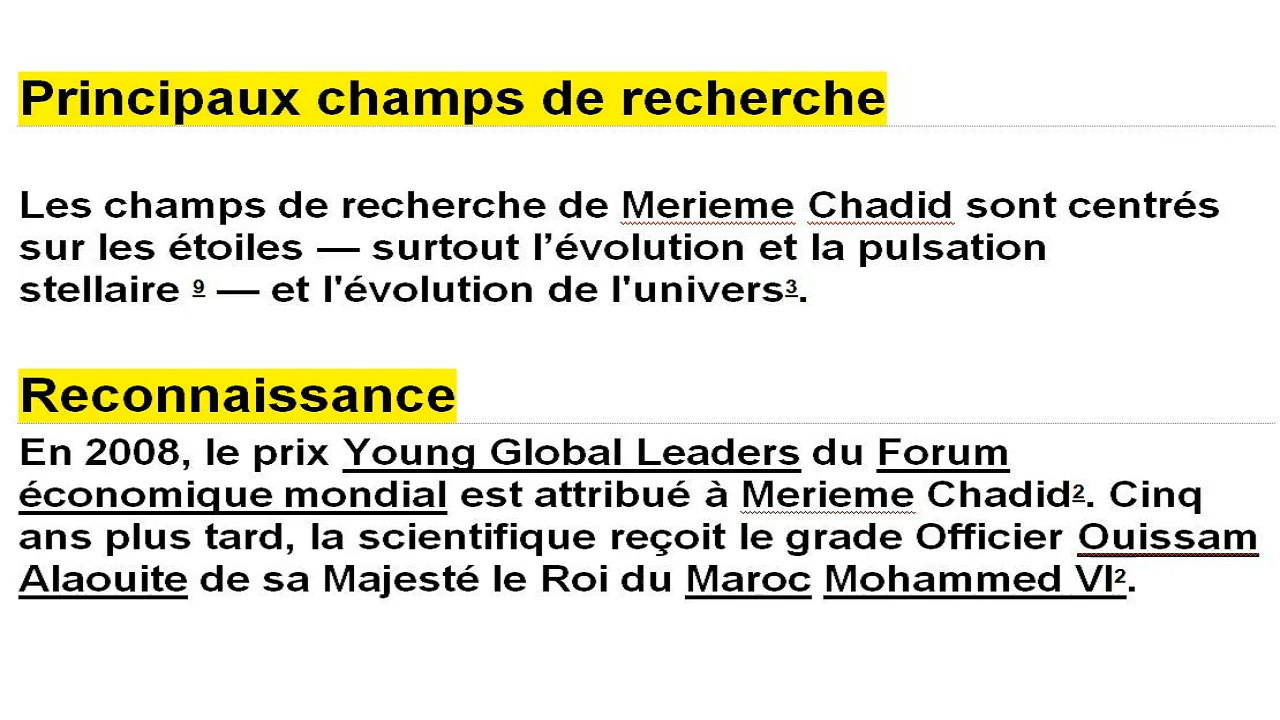 Principaux champs de recherche
Les champs de recherche de Merieme Chadid sont centrés
sur les étoiles — surtout l’évolution et la pulsation
stellaire 9 — et l'évolution de l'univers3.
Reconnaissance
En 2008, le prix Young Global Leaders du Forum
économique mondial est attribué à Merieme Chadid2. Cinq
ans plus tard, la scientifique reçoit le grade Officier Ouissam
Alaouite de sa Majesté le Roi du Maroc Mohammed VI2.